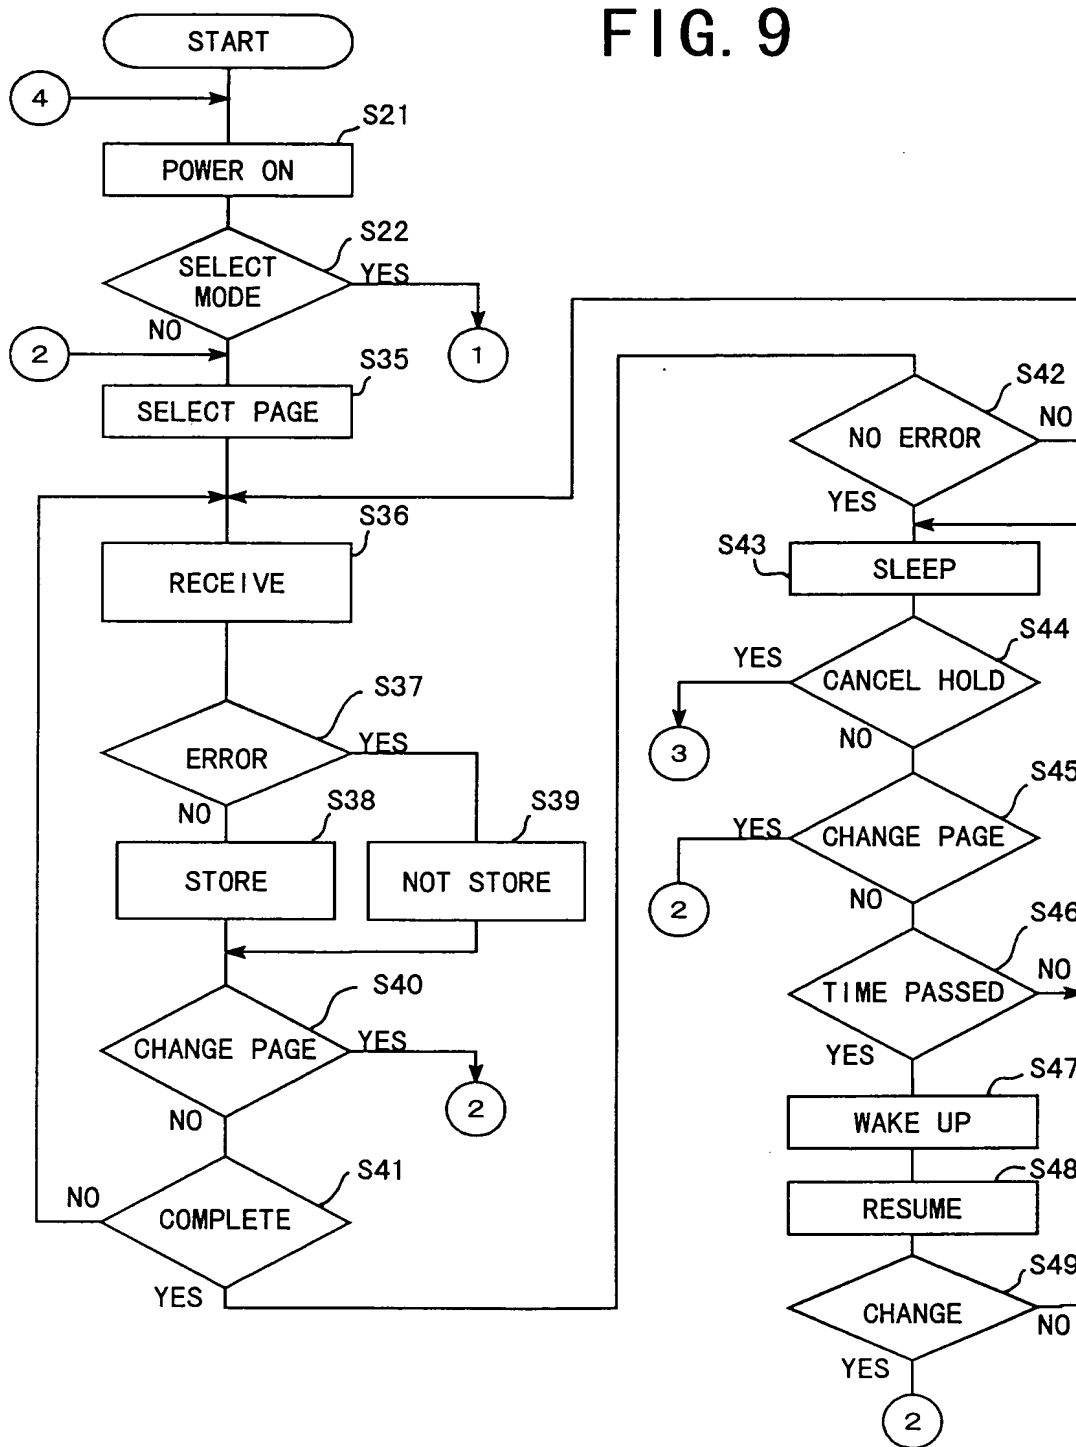 FIG. 9
START
4
S21
POWER ON
S22
SELECT
MODE
YES
NO
1
2
S35
SELECT PAGE
S36
RECEIVE
S37
ERROR
YES
NO
S38
STORE
S39
NOT STORE
S40
CHANGE PAGE
YES
2
NO
S41
NO
COMPLETE
YES
S42
NO ERROR
NO
YES
S43
SLEEP
S44
YES
CANCEL HOLD
3
NO
S45
YES
CHANGE PAGE
2
NO
S46
TIME PASSED
NO
YES
S47
WAKE UP
S48
RESUME
S49
CHANGE
NO
YES
2